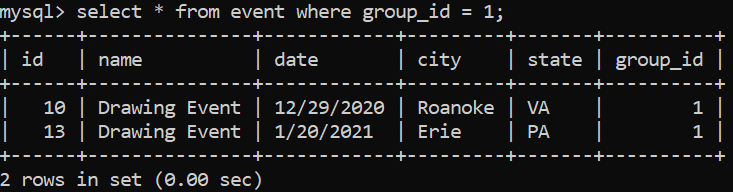 mysql> select * from event where group_id = 1;
+------+---------------+------------+---------+-------+----------+
| id   | name          | date       | city    | state | group_id |
+------+---------------+------------+---------+-------+----------+
|   10 | Drawing Event | 12/29/2020 | Roanoke | VA    |        1 |
|   13 | Drawing Event | 1/20/2021  | Erie    | PA    |        1 |
+------+---------------+------------+---------+-------+----------+
2 rows in set (0.00 sec)